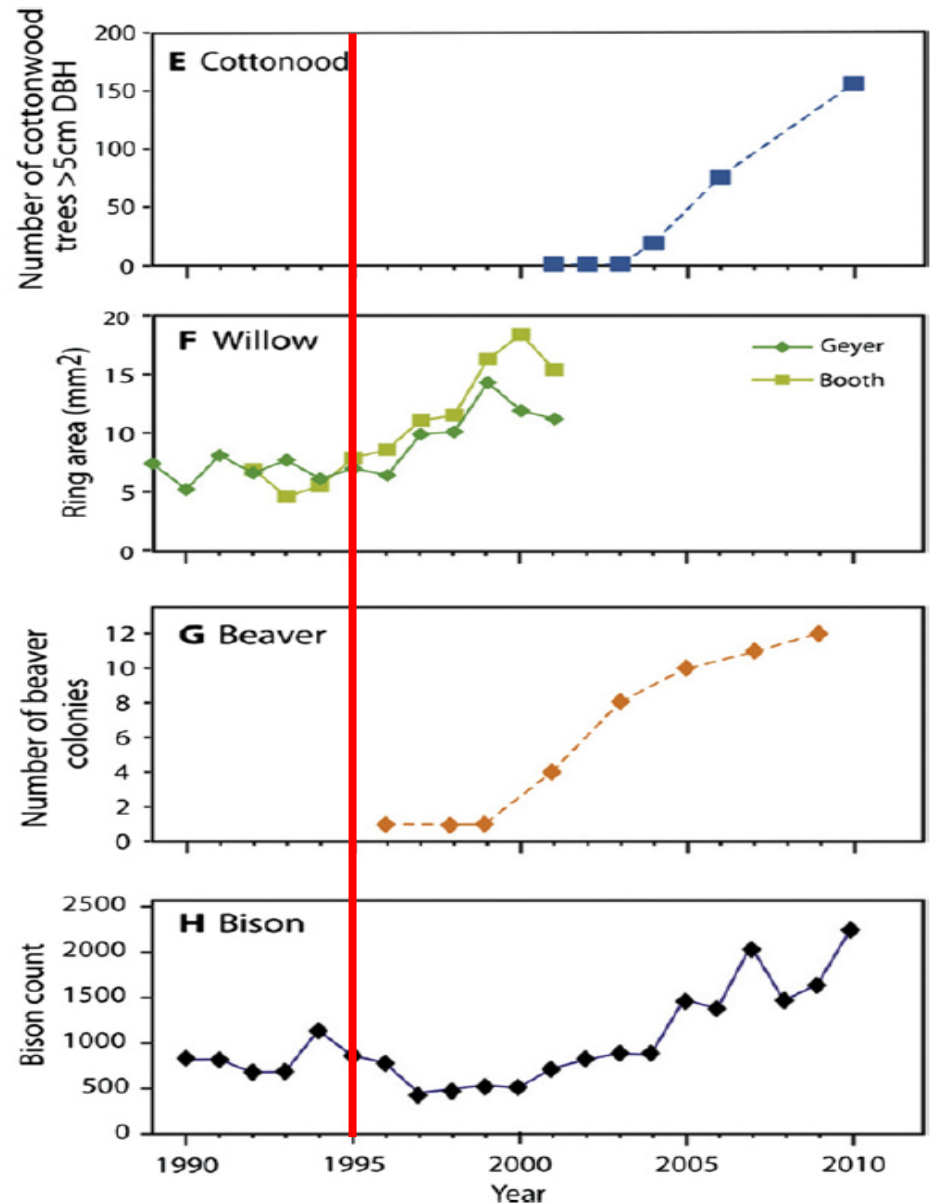 Number of cottonwood
trees >5cm DBH
200
150
100
50
0
E Cottonood
Ring area (mm2)
20
15
10
5
0
F Willow
Geyer
Booth
Number of beaver
colonies
12
10
8
6
4
2
0
G Beaver
Bison count
2500
2000
1500
1000
500
0
H Bison
1990 1995 2000 2005 2010
Year